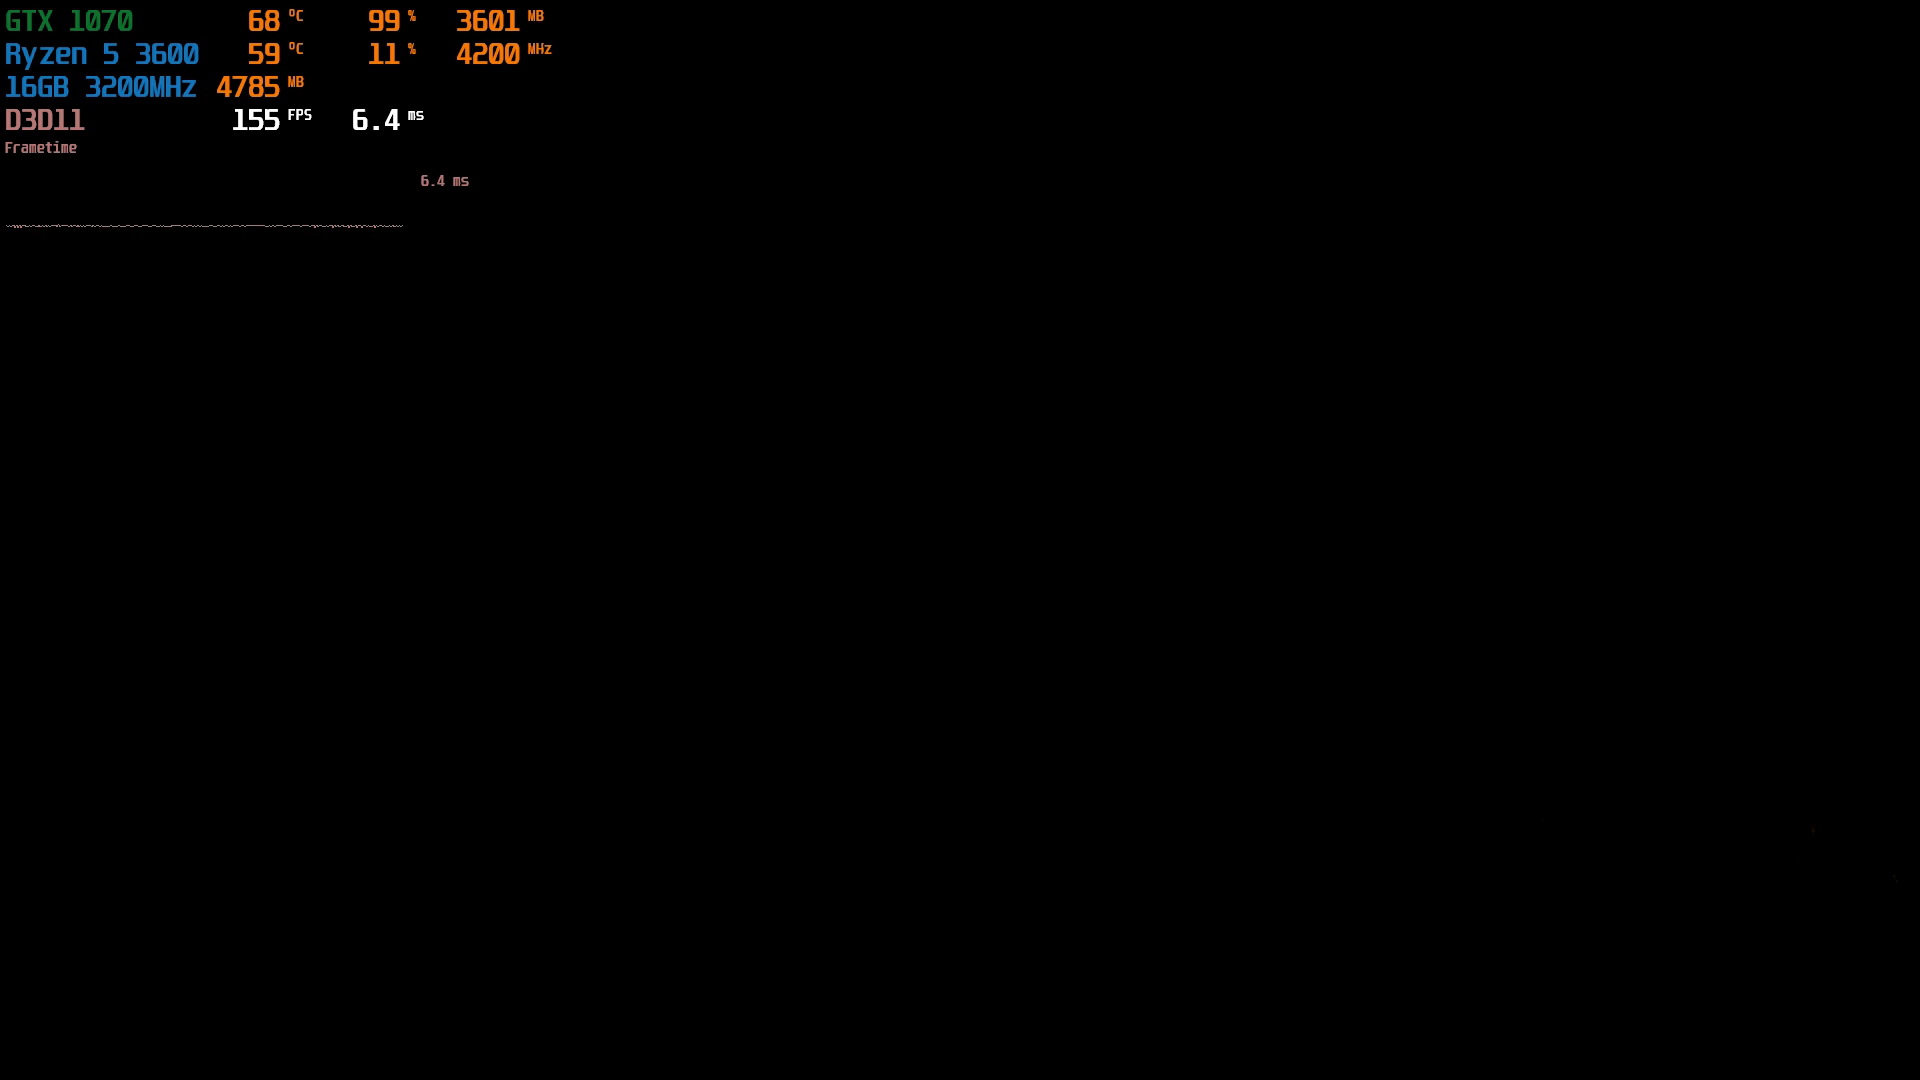 GTX 1070 68 °C 99 % 3601 MB
Ryzen 5 3600 59 °C 11 % 4200 MHz
16GB 3200MHz 4785 MB
D3D11 155 FPS 6.4 ms
Frametime
6.4 ms